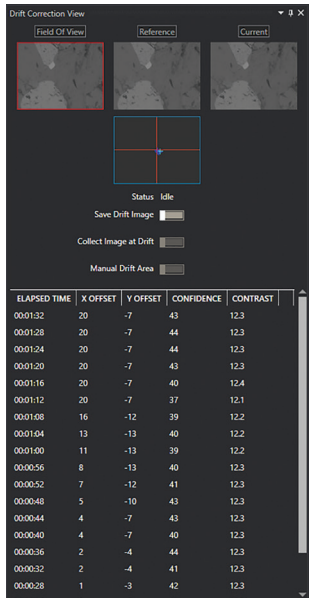 Drift Correction View
Field Of View Reference Current
Status Idle
Save Drift Image
Collect Image at Drift
Manual Drift Area
ELAPSED TIME X OFFSET Y OFFSET CONFIDENCE CONTRAST
00:01:32 20 -7 43 12.3
00:01:28 20 -7 44 12.3
00:01:24 20 -7 44 12.3
00:01:20 20 -7 43 12.3
00:01:16 20 -7 40 12.4
00:01:12 20 -7 37 12.1
00:01:08 16 -12 39 12.2
00:01:04 13 -13 40 12.2
00:01:00 11 -13 39 12.2
00:00:56 8 -13 40 12.3
00:00:52 7 -12 41 12.3
00:00:48 5 -10 43 12.3
00:00:44 4 -7 43 12.3
00:00:40 4 -7 40 12.3
00:00:36 2 -4 44 12.3
00:00:32 2 -4 41 12.3
00:00:28 1 -3 42 12.3